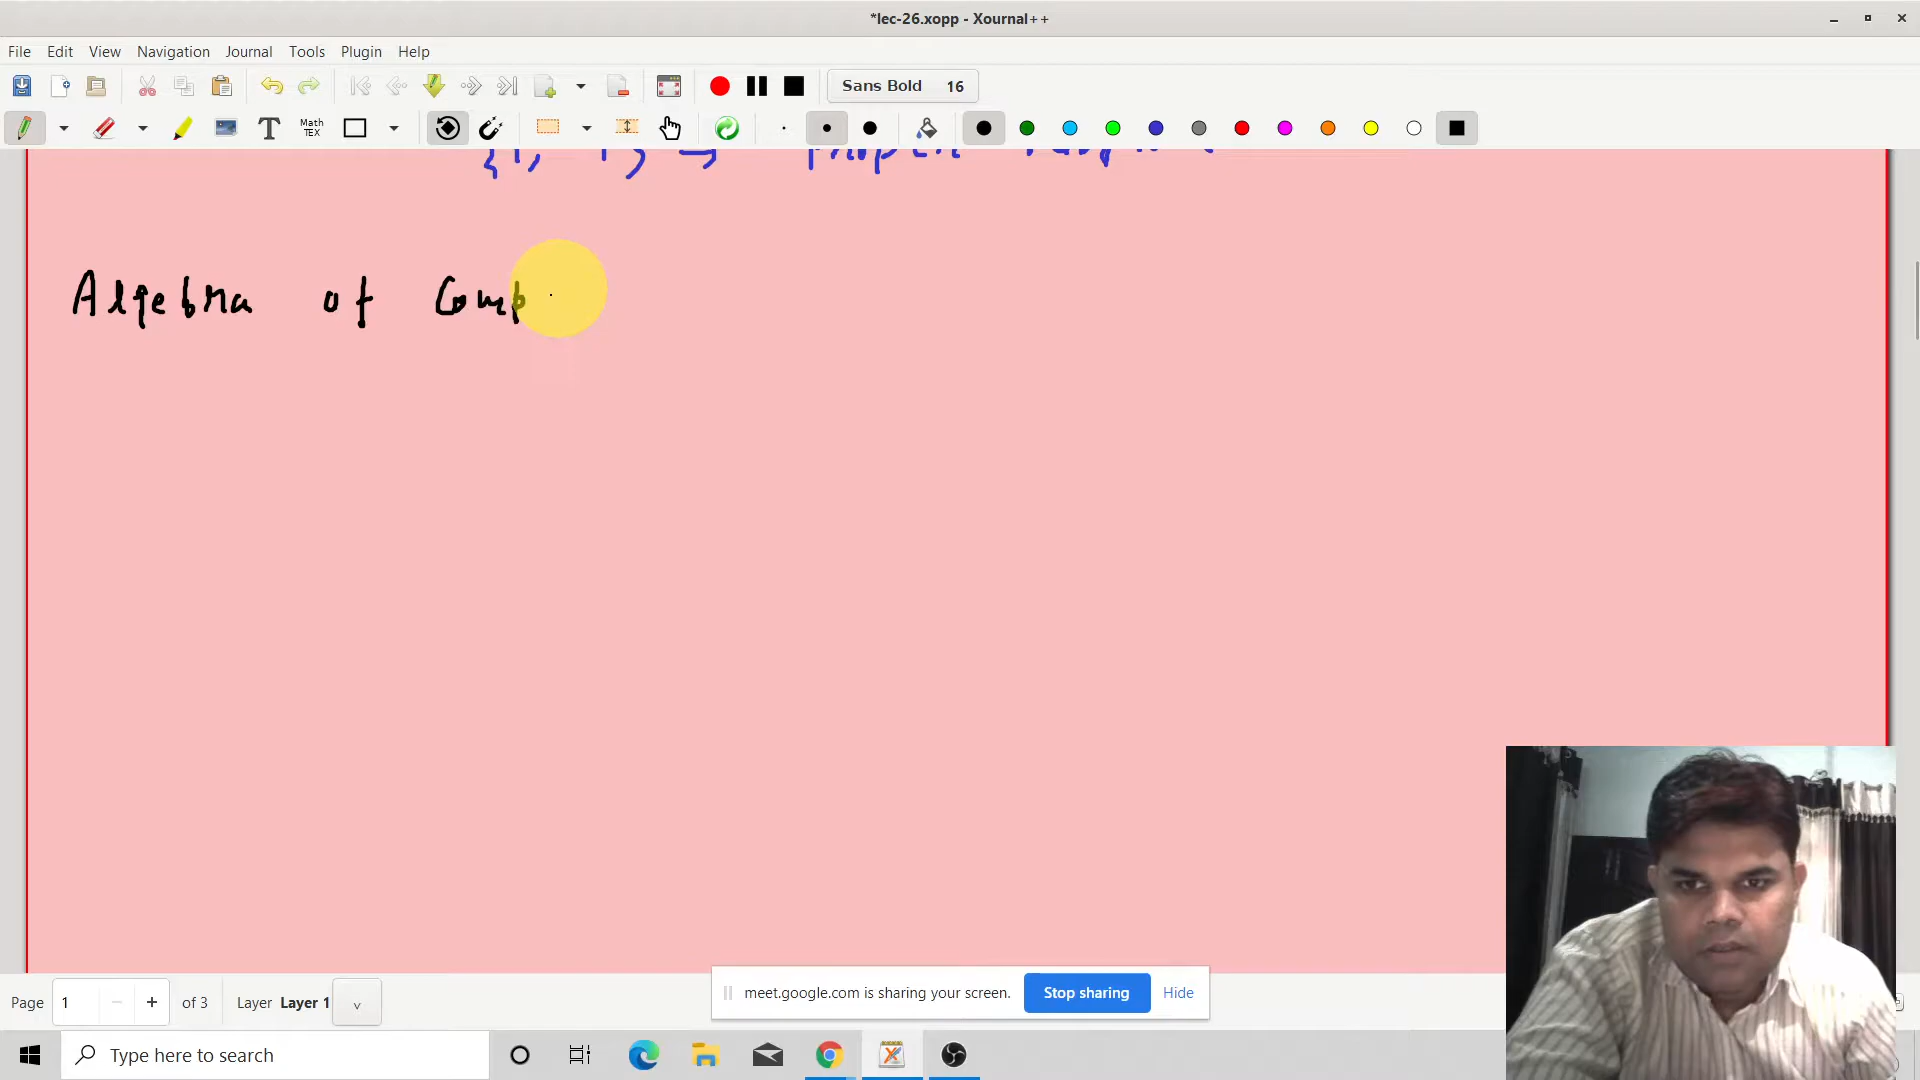 *lec-26.xopp - Xournal++
File Edit View Navigation Journal Tools Plugin Help
Sans Bold 16
Math
TEX
Algebra of Comp
Page 1 of 3 Layer Layer 1
meet.google.com is sharing your screen. Stop sharing Hide
Type here to search